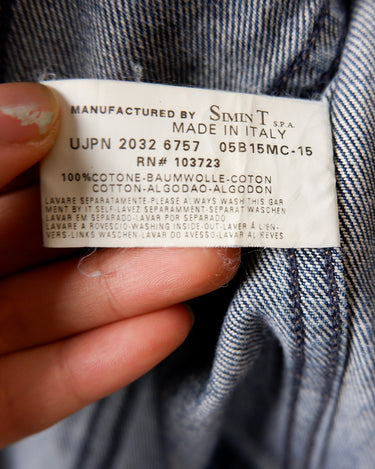 MANUFACTURED BY SIMINT S.P.A.
MADE IN ITALY
UJPN 2032 6757 05B15MC-15
RN# 103723
100%COTONE-BAUMWOLLE-COTON
COTTON-ALGODAO-ALGODON
LAVARE SEPARATAMENTE-PLEASE ALWAYS WASH THIS GAR
MENT BY IT SELF-LAVEZ SEPARAMMENT-SEPARAT WASCHEN
LAVAR EM SEPARADO-LAVAR POR SEPARADO
LAVARE A ROVESCIO-WASHING INSIDE-OUT-LAVER Á L'EN-
VERS-LINKS WASCHEN LAVAR DO AVESSO-LAVAR AL REVES